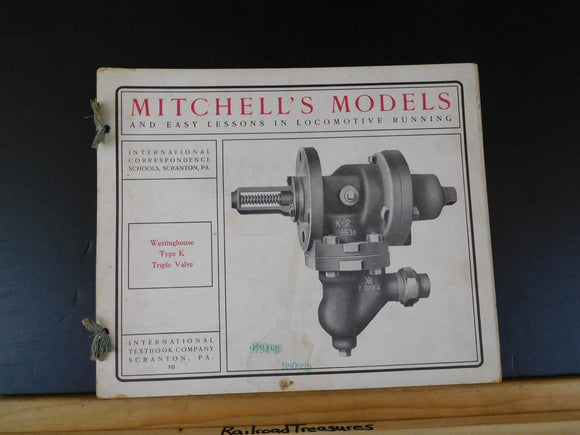 MITCHELL'S MODELS
AND EASY LESSONS IN LOCOMOTIVE RUNNING
INTERNATIONAL
CORRESPONDENCE
SCHOOLS, SCRANTON, PA.
Westinghouse
Type K
Triple Valve
INTERNATIONAL
TEXTBOOK COMPANY
SCRANTON, PA.
10
K-2
Railroad Treasures